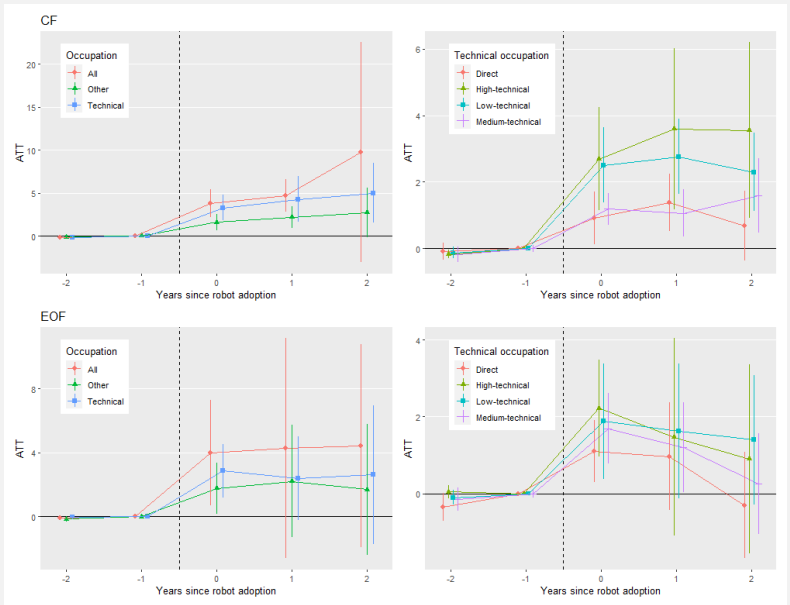 CF
Occupation
All
Other
Technical
ATT
20
15
10
5
0
-2 -1 0 1 2
Years since robot adoption
Technical occupation
Direct
High-technical
Low-technical
Medium-technical
ATT
6
4
2
0
-2 -1 0 1 2
Years since robot adoption
EOF
Occupation
All
Other
Technical
ATT
8
4
0
-2 -1 0 1 2
Years since robot adoption
Technical occupation
Direct
High-technical
Low-technical
Medium-technical
ATT
4
2
0
-2 -1 0 1 2
Years since robot adoption